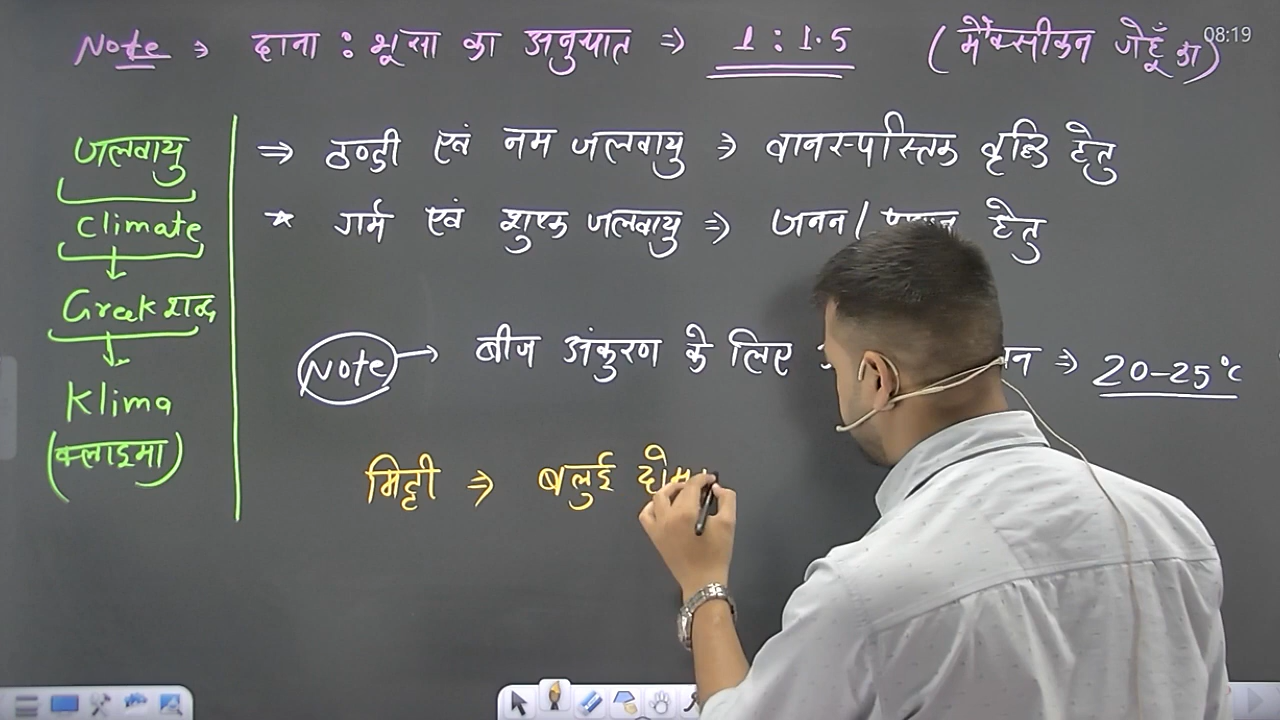 Note → दाना : भूसा का अनुपात ⇒ 1 : 1.5 (मैक्सीकन गेहूँ का)
08:19
जलवायु
climate
↓
Greek शब्द
↓
Klima
(क्लाइमा)
⇒ ठण्डी एवं नम जलवायु ⇒ वानस्पतिक वृद्धि हेतु
* गर्म एवं शुष्क जलवायु ⇒ जनन / हेतु
Note → बीज अंकुरण के लिए ⇒ 20-25°c
मिट्टी ⇒ बलुई दोम